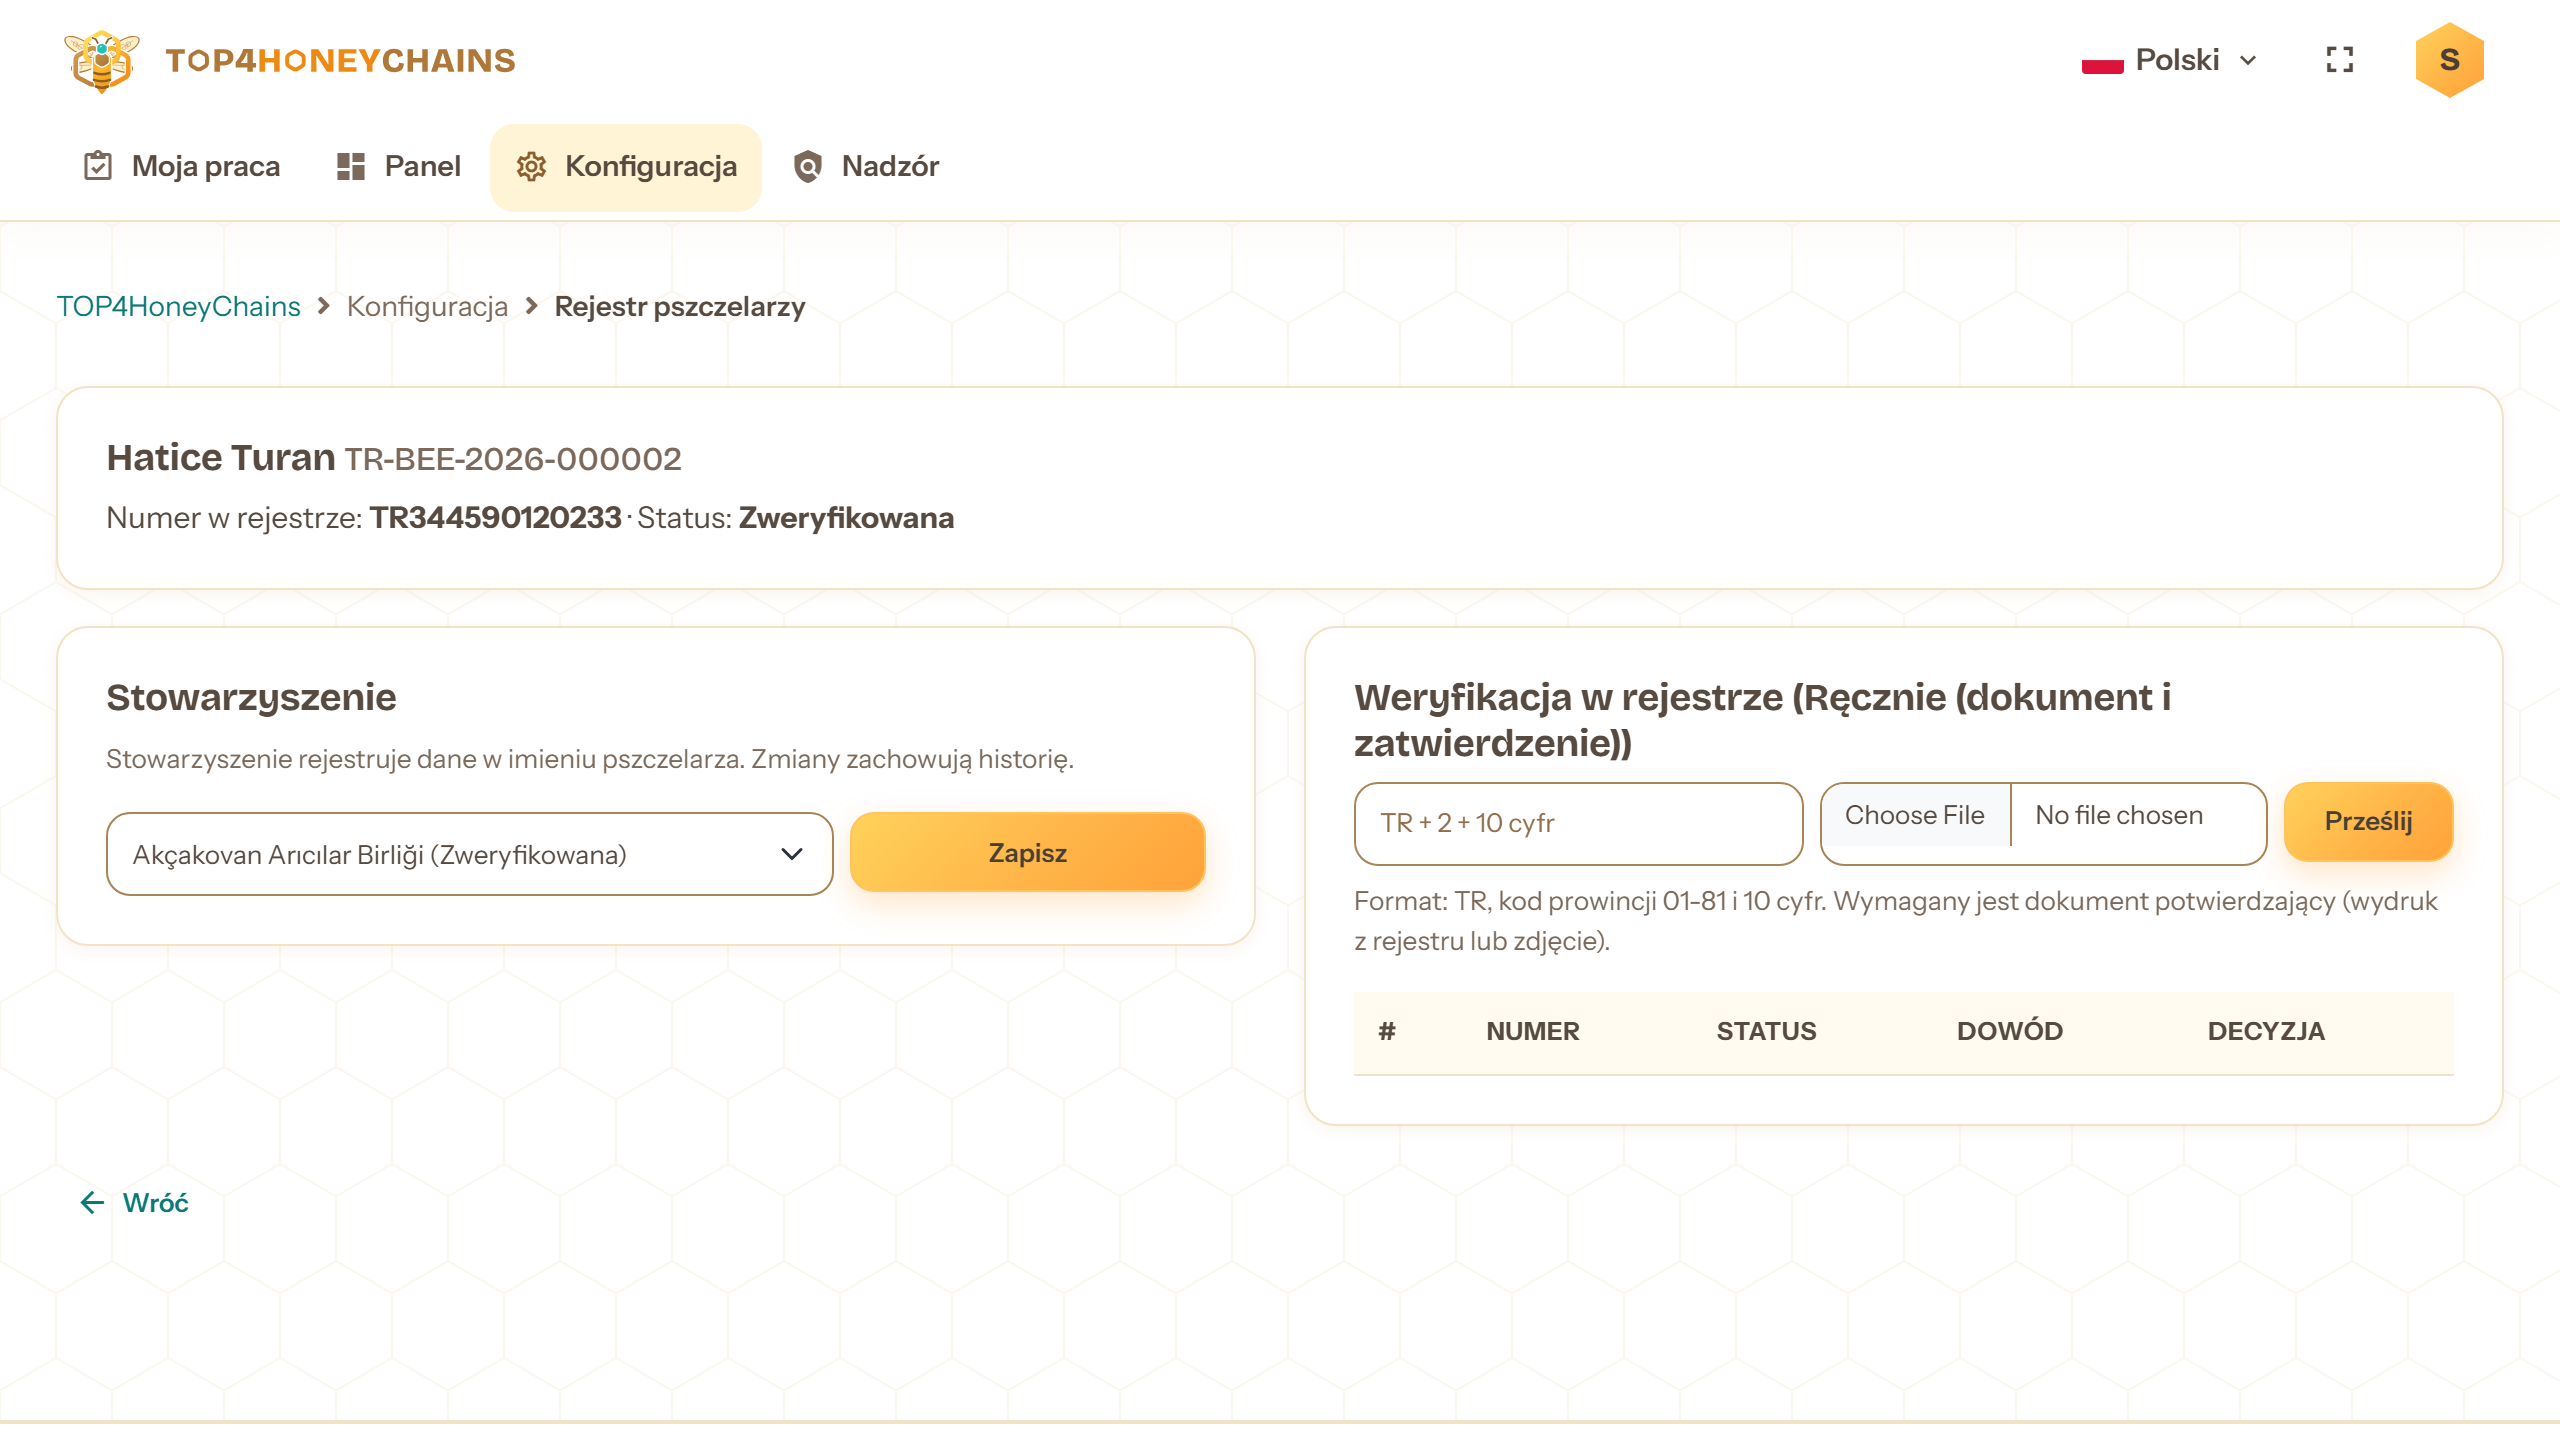 TOP4HONEYCHAINS
Polski
S
Moja praca
Panel
Konfiguracja
Nadzór
TOP4HoneyChains > Konfiguracja > Rejestr pszczelarzy
Hatice Turan TR-BEE-2026-000002
Numer w rejestrze: TR344590120233 · Status: Zweryfikowana
Stowarzyszenie
Stowarzyszenie rejestruje dane w imieniu pszczelarza. Zmiany zachowują historię.
Akçakovan Arıcılar Birliği (Zweryfikowana)
Zapisz
Weryfikacja w rejestrze (Ręcznie (dokument i
zatwierdzenie))
TR + 2 + 10 cyfr
Choose File No file chosen
Prześlij
Format: TR, kod prowincji 01-81 i 10 cyfr. Wymagany jest dokument potwierdzający (wydruk
z rejestru lub zdjęcie).
# NUMER STATUS DOWÓD DECYZJA
Wróć